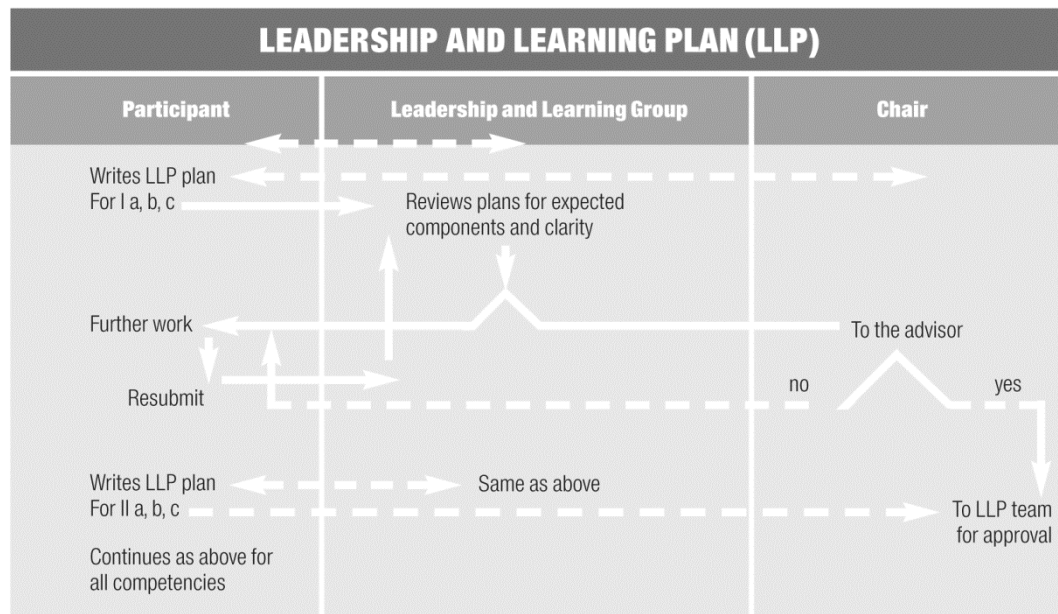 LEADERSHIP AND LEARNING PLAN (LLP)
Participant
Leadership and Learning Group
Chair
Writes LLP plan
For I a, b, c
Reviews plans for expected
components and clarity
Further work
To the advisor
Resubmit
no
yes
Writes LLP plan
For II a, b, c
Same as above
To LLP team
for approval
Continues as above for
all competencies